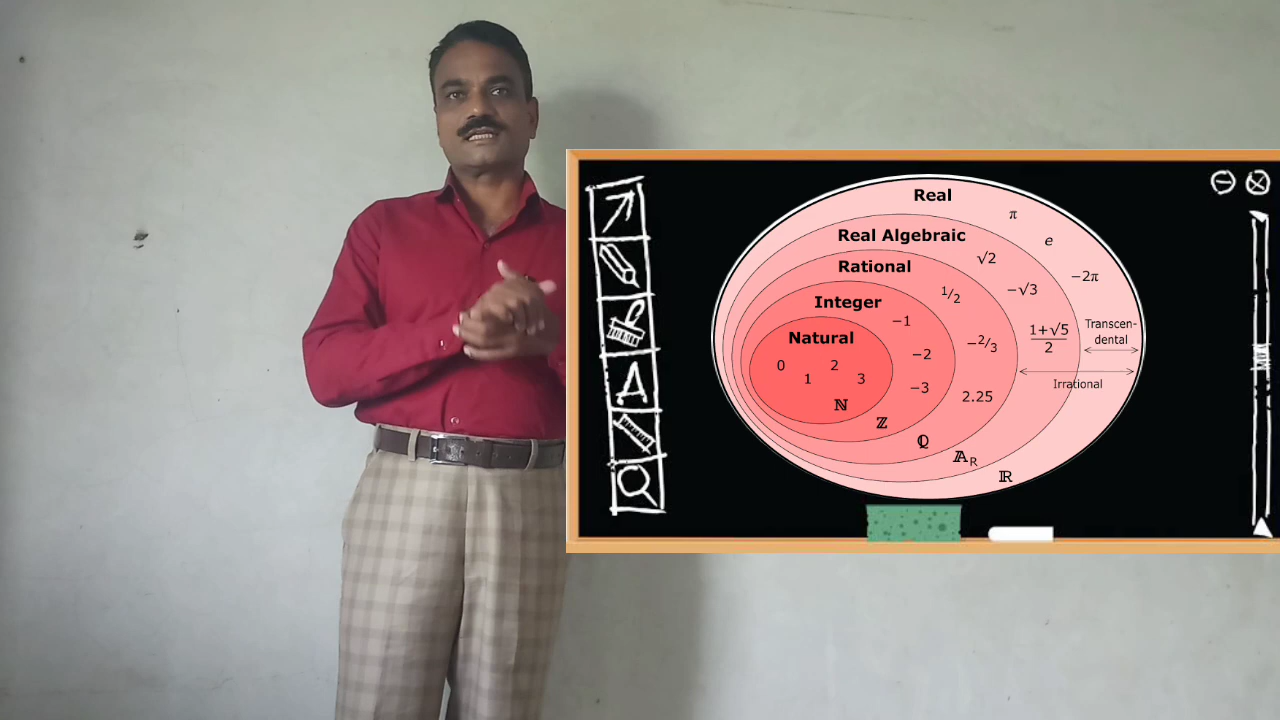 Real
π
Real Algebraic
e
√2
Rational
−2π
−√3
1/2
Integer
−1
1+√5
2
Transcen-
dental
Natural
−2/3
−2
0 2
1 3
Irrational
−3
2.25
ℕ
ℤ
ℚ
𝔸R
ℝ